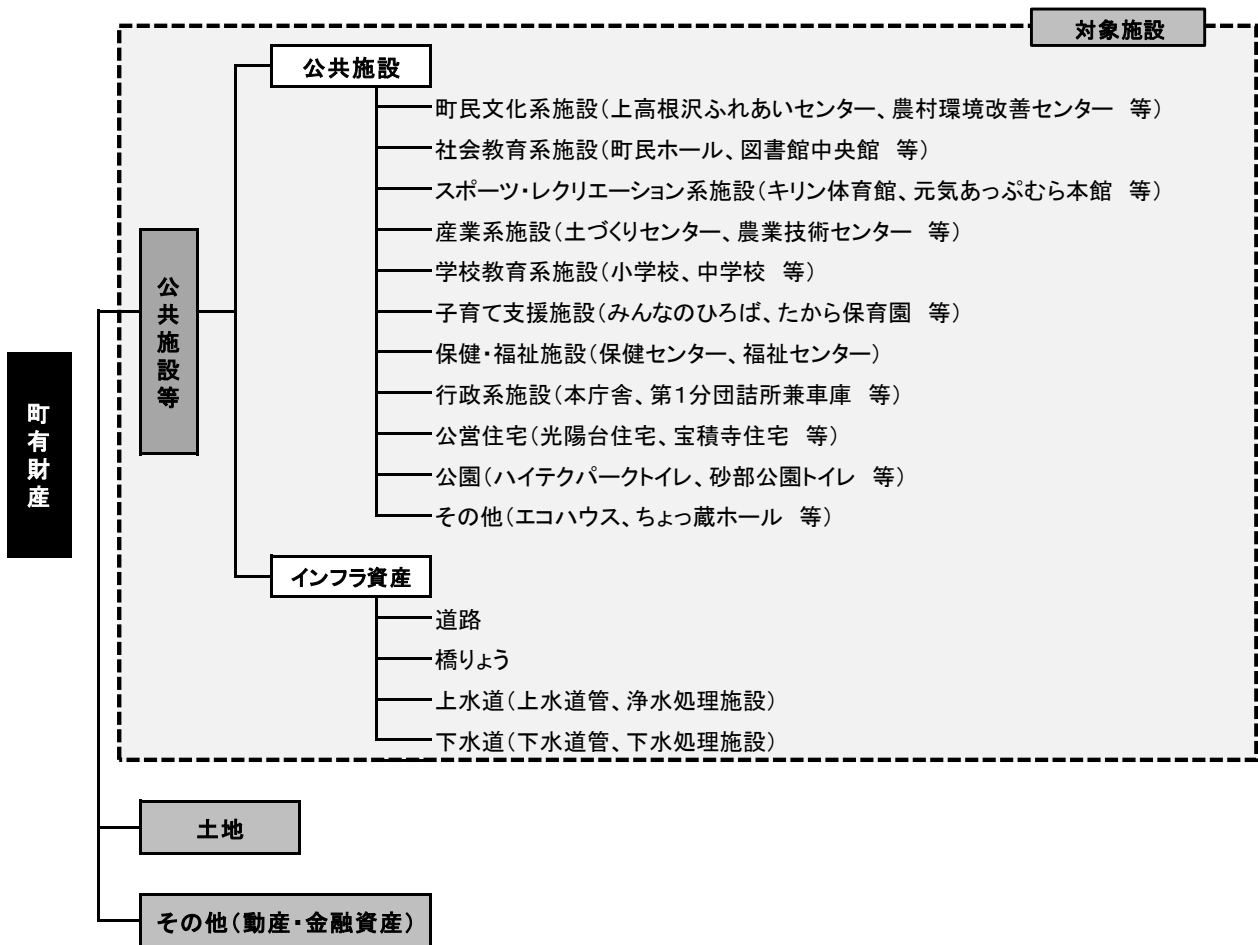 対象施設
公共施設
町民文化系施設(上高根沢ふれあいセンター、農村環境改善センター 等)
社会教育系施設(町民ホール、図書館中央館 等)
スポーツ・レクリエーション系施設(キリン体育館、元気あっぷむら本館 等)
産業系施設(土づくりセンター、農業技術センター 等)
学校教育系施設(小学校、中学校 等)
子育て支援施設(みんなのひろば、たから保育園 等)
保健・福祉施設(保健センター、福祉センター)
行政系施設(本庁舎、第1分団詰所兼車庫 等)
公営住宅(光陽台住宅、宝積寺住宅 等)
公園(ハイテクパークトイレ、砂部公園トイレ 等)
その他(エコハウス、ちょっ蔵ホール 等)
公共施設等
町有財産
インフラ資産
道路
橋りょう
上水道(上水道管、浄水処理施設)
下水道(下水道管、下水処理施設)
土地
その他(動産・金融資産)